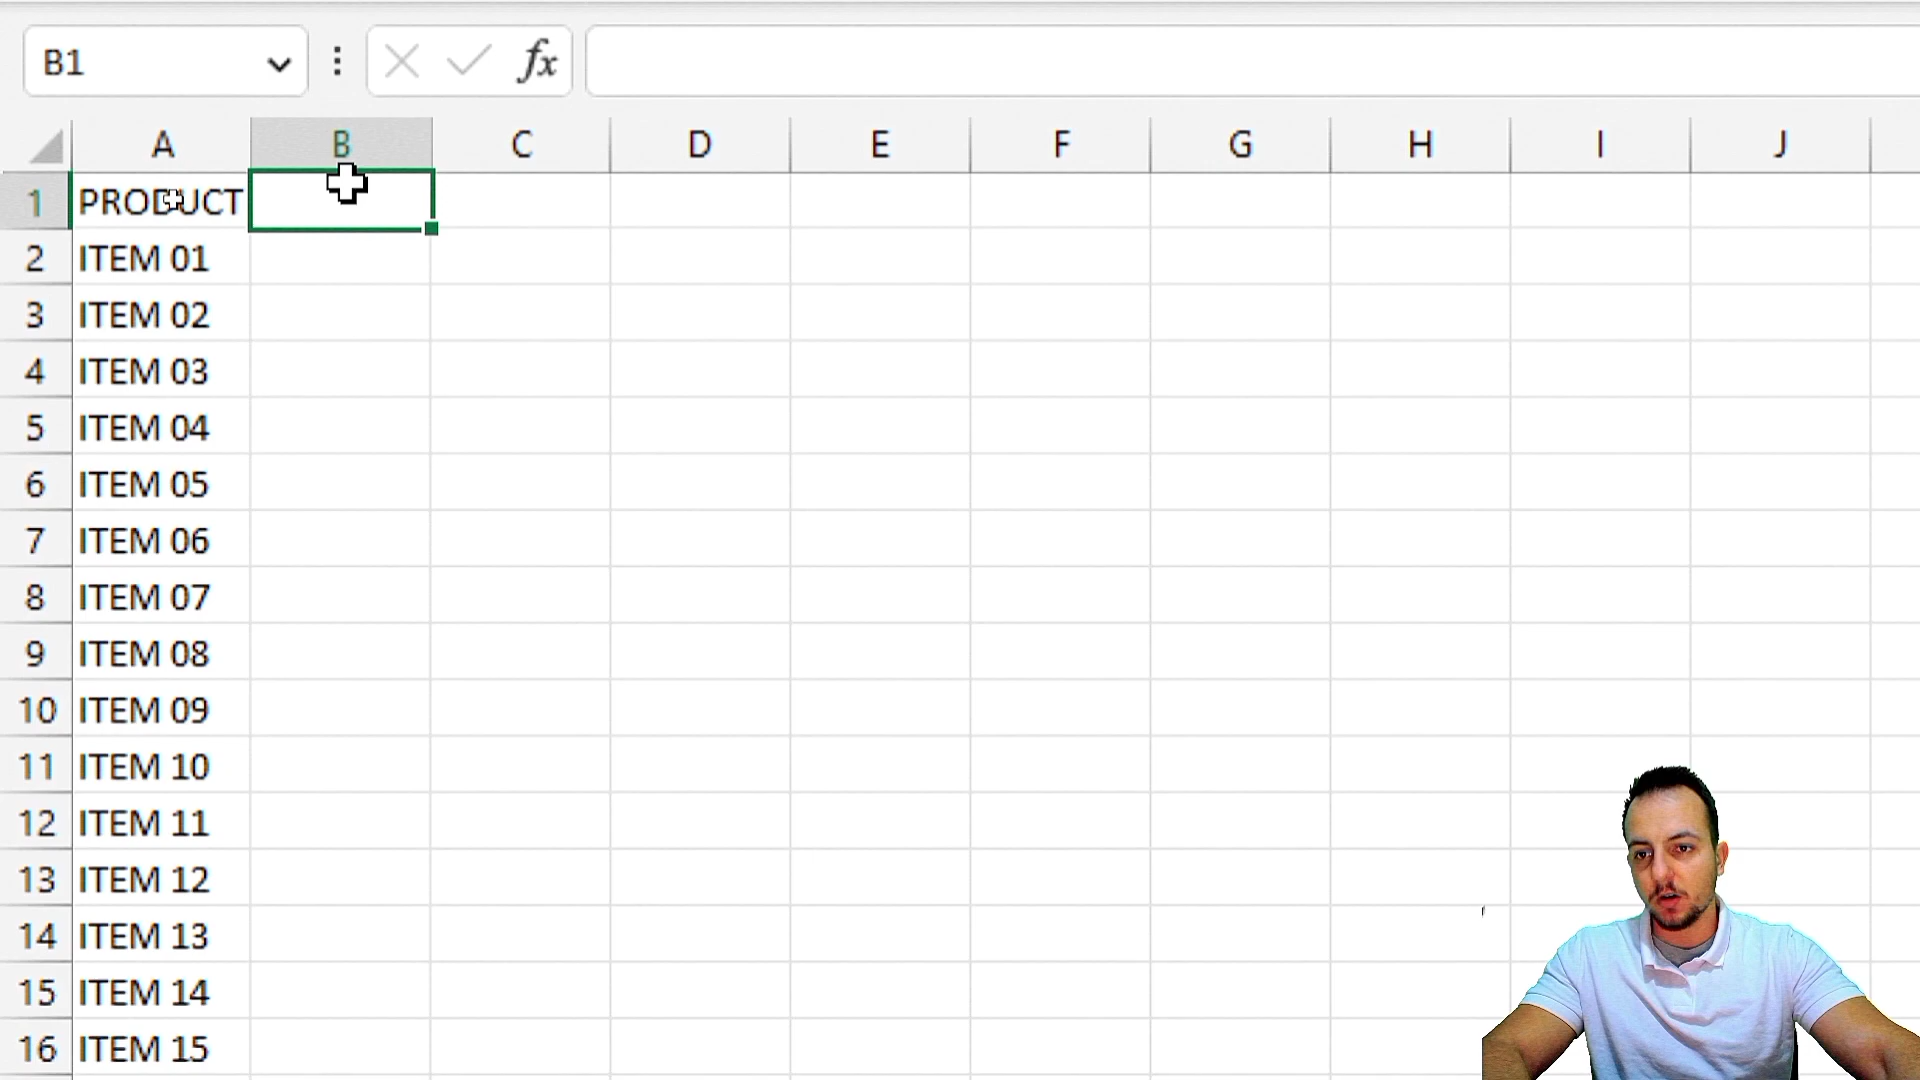 B1 fx
A B C D E F G H I J
1 PRODUCT
2 ITEM 01
3 ITEM 02
4 ITEM 03
5 ITEM 04
6 ITEM 05
7 ITEM 06
8 ITEM 07
9 ITEM 08
10 ITEM 09
11 ITEM 10
12 ITEM 11
13 ITEM 12
14 ITEM 13
15 ITEM 14
16 ITEM 15